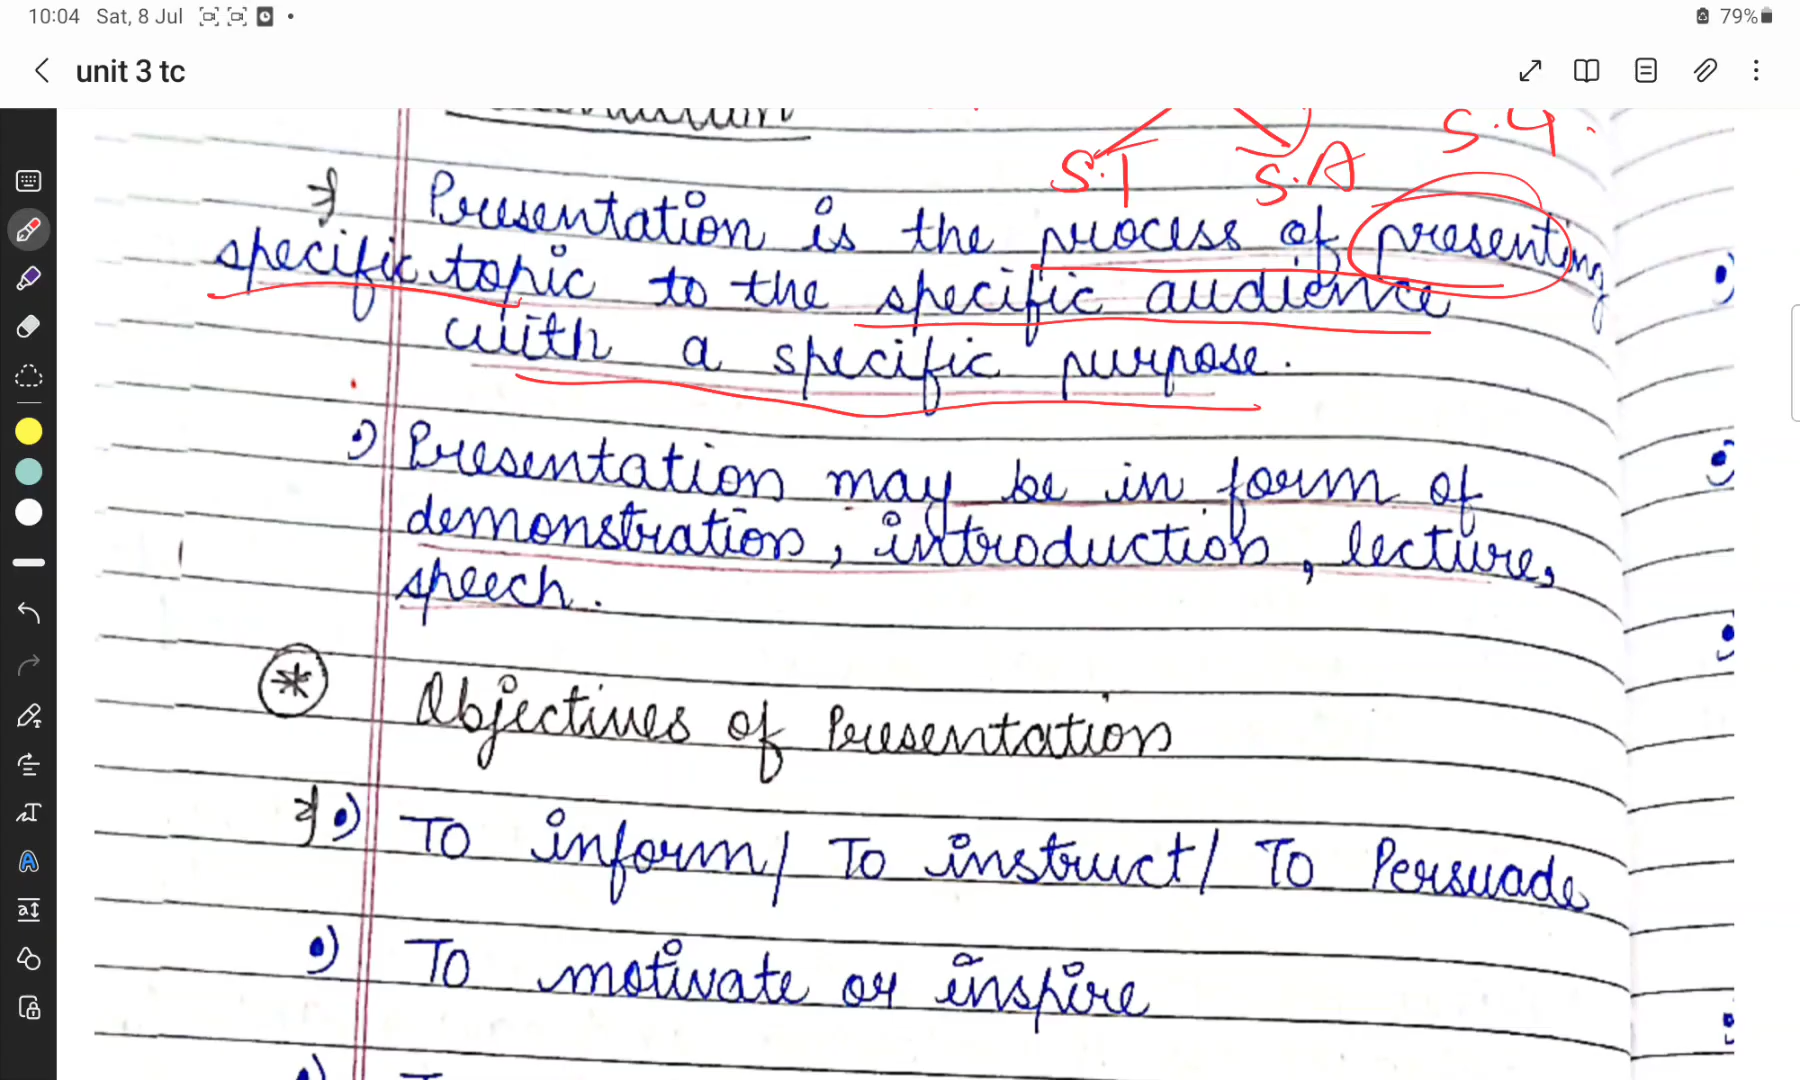 10:04 Sat, 8 Jul
79%
unit 3 tc
S.T S.A S.4.
Presentation is the process of presenting
specific topic to the specific audience
with a specific purpose.
Presentation may be in form of
demonstration, introduction, lecture,
speech.
Objectives of Presentation
To inform/ To instruct/ To Persuade
To motivate or inspire